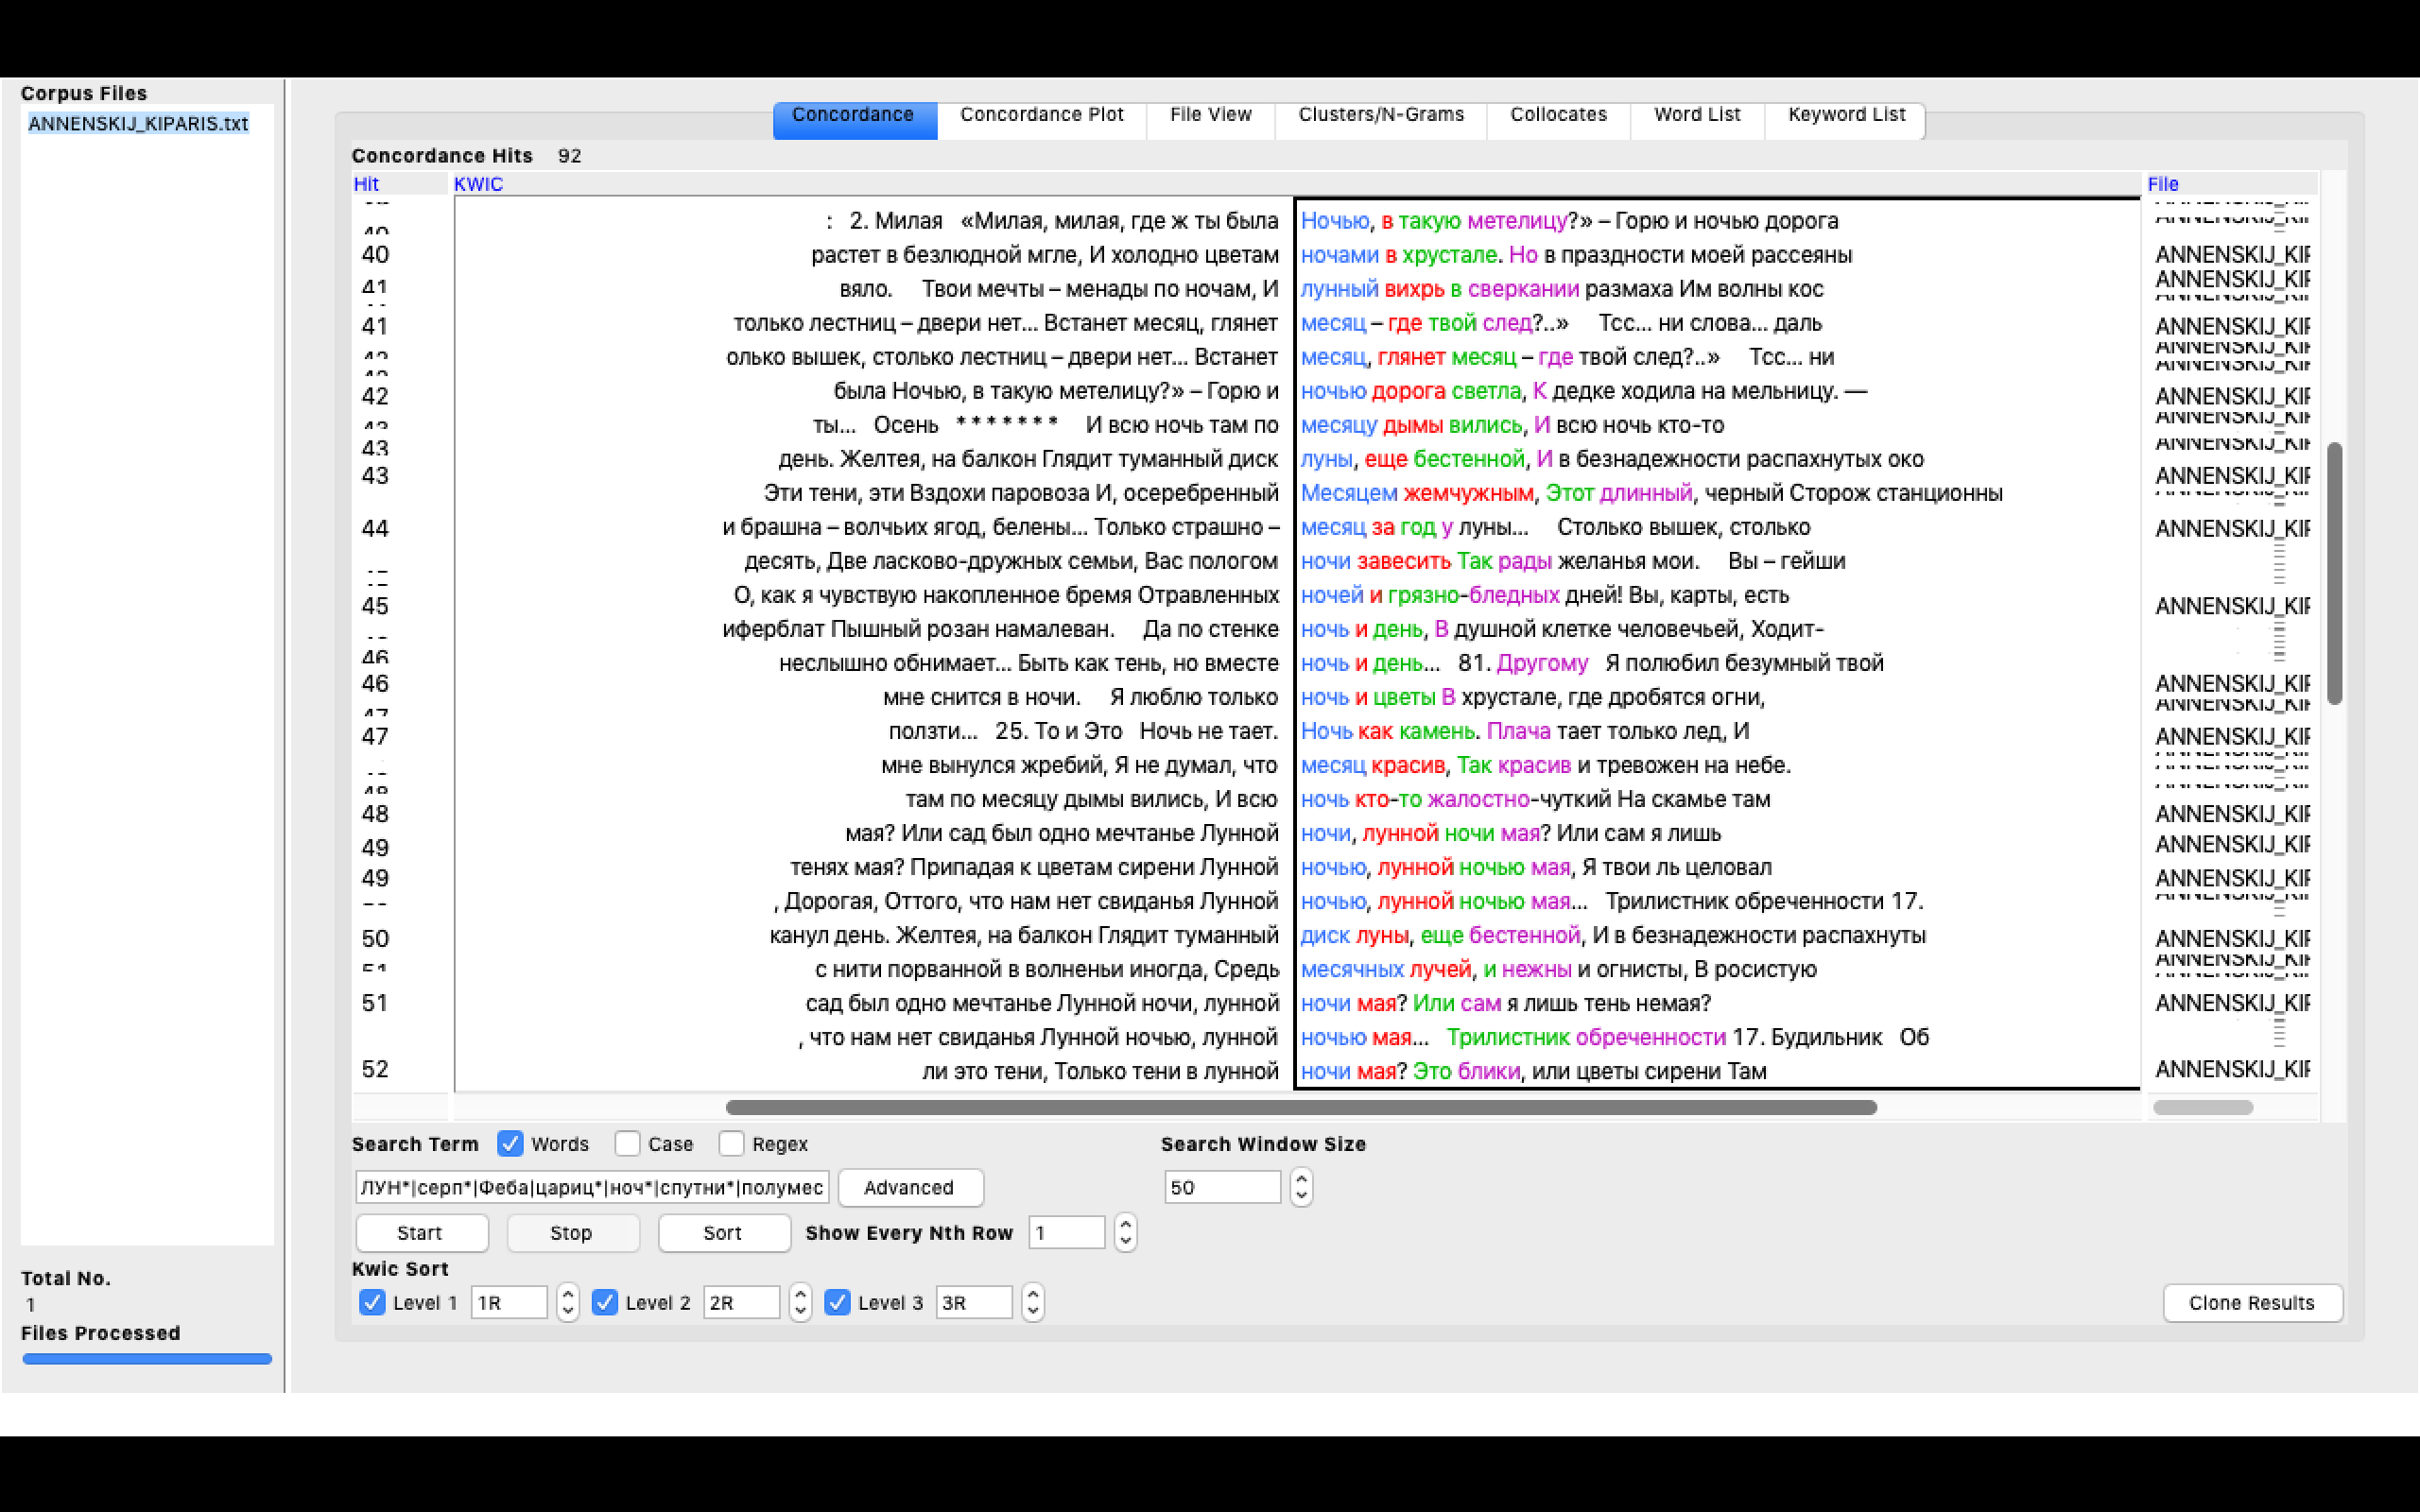 Corpus Files
ANNENSKIJ_KIPARIS.txt
Concordance Concordance Plot File View Clusters/N-Grams Collocates Word List Keyword List
Concordance Hits 92
Hit KWIC File
: 2. Милая «Милая, милая, где ж ты была Ночью, в такую метелицу?» – Горю и ночью дорога
40 растет в безлюдной мгле, И холодно цветам ночами в хрустале. Но в праздности моей рассеяны ANNENSKIJ_KIF
41 вяло. Твои мечты – менады по ночам, И лунный вихрь в сверкании размаха Им волны кос ANNENSKIJ_KIF
41 только лестниц – двери нет... Встанет месяц, глянет месяц – где твой след?..» Тсс... ни слова... даль ANNENSKIJ_KIF
олько вышек, столько лестниц – двери нет... Встанет месяц, глянет месяц – где твой след?..» Тсс... ни
42 была Ночью, в такую метелицу?» – Горю и ночью дорога светла, К дедке ходила на мельницу. — ANNENSKIJ_KIF
ты... Осень ******* И всю ночь там по месяцу дымы вились, И всю ночь кто-то
43 день. Желтея, на балкон Глядит туманный диск луны, еще бестенной, И в безнадежности распахнутых око ANNENSKIJ_KIF
43 Эти тени, эти Вздохи паровоза И, осеребренный Месяцем жемчужным, Этот длинный, черный Сторож станционны ANNENSKIJ_KIF
44 и брашна – волчьих ягод, белены... Только страшно – месяц за год у луны... Столько вышек, столько ANNENSKIJ_KIF
десять, Две ласково-дружных семьи, Вас пологом ночи завесить Так рады желанья мои. Вы – гейши
45 О, как я чувствую накопленное бремя Отравленных ночей и грязно-бледных дней! Вы, карты, есть ANNENSKIJ_KIF
иферблат Пышный розан намалеван. Да по стенке ночь и день, В душной клетке человечьей, Ходит-
46 неслышно обнимает... Быть как тень, но вместе ночь и день... 81. Другому Я полюбил безумный твой
46 мне снится в ночи. Я люблю только ночь и цветы В хрустале, где дробятся огни, ANNENSKIJ_KIF
47 ползти... 25. То и Это Ночь не тает. Ночь как камень. Плача тает только лед, И ANNENSKIJ_KIF
мне вынулся жребий, Я не думал, что месяц красив, Так красив и тревожен на небе.
48 там по месяцу дымы вились, И всю ночь кто-то жалостно-чуткий На скамье там ANNENSKIJ_KIF
49 мая? Или сад был одно мечтанье Лунной ночи, лунной ночи мая? Или сам я лишь ANNENSKIJ_KIF
49 тенях мая? Припадая к цветам сирени Лунной ночью, лунной ночью мая, Я твои ль целовал ANNENSKIJ_KIF
, Дорогая, Оттого, что нам нет свиданья Лунной ночью, лунной ночью мая... Трилистник обреченности 17.
50 канул день. Желтея, на балкон Глядит туманный диск луны, еще бестенной, И в безнадежности распахнуты ANNENSKIJ_KIF
с нити порванной в волненьи иногда, Средь месячных лучей, и нежны и огнисты, В росистую
51 сад был одно мечтанье Лунной ночи, лунной ночи мая? Или сам я лишь тень немая? ANNENSKIJ_KIF
, что нам нет свиданья Лунной ночью, лунной ночью мая... Трилистник обреченности 17. Будильник Об
52 ли это тени, Только тени в лунной ночи мая? Это блики, или цветы сирени Там ANNENSKIJ_KIF
Search Term Words Case Regex Search Window Size
ЛУН*|серп*|Феба|цариц*|ноч*|спутни*|полумес Advanced 50
Start Stop Sort Show Every Nth Row 1
Kwic Sort
Level 1 1R Level 2 2R Level 3 3R Clone Results
Total No.
1
Files Processed